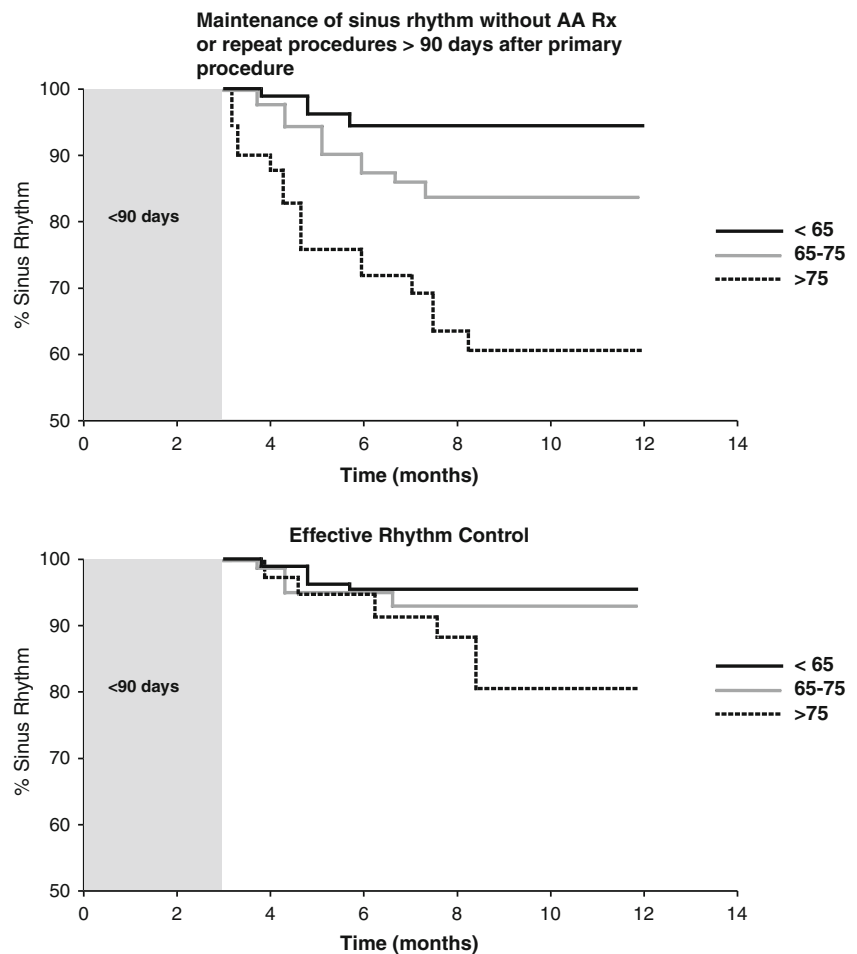 Maintenance of sinus rhythm without AA Rx
or repeat procedures > 90 days after primary
procedure
100
90
80
70
60
50
% Sinus Rhythm
<90 days
< 65
65-75
>75
0 2 4 6 8 10 12 14
Time (months)
Effective Rhythm Control
100
90
80
70
60
50
% Sinus Rhythm
<90 days
< 65
65-75
>75
0 2 4 6 8 10 12 14
Time (months)